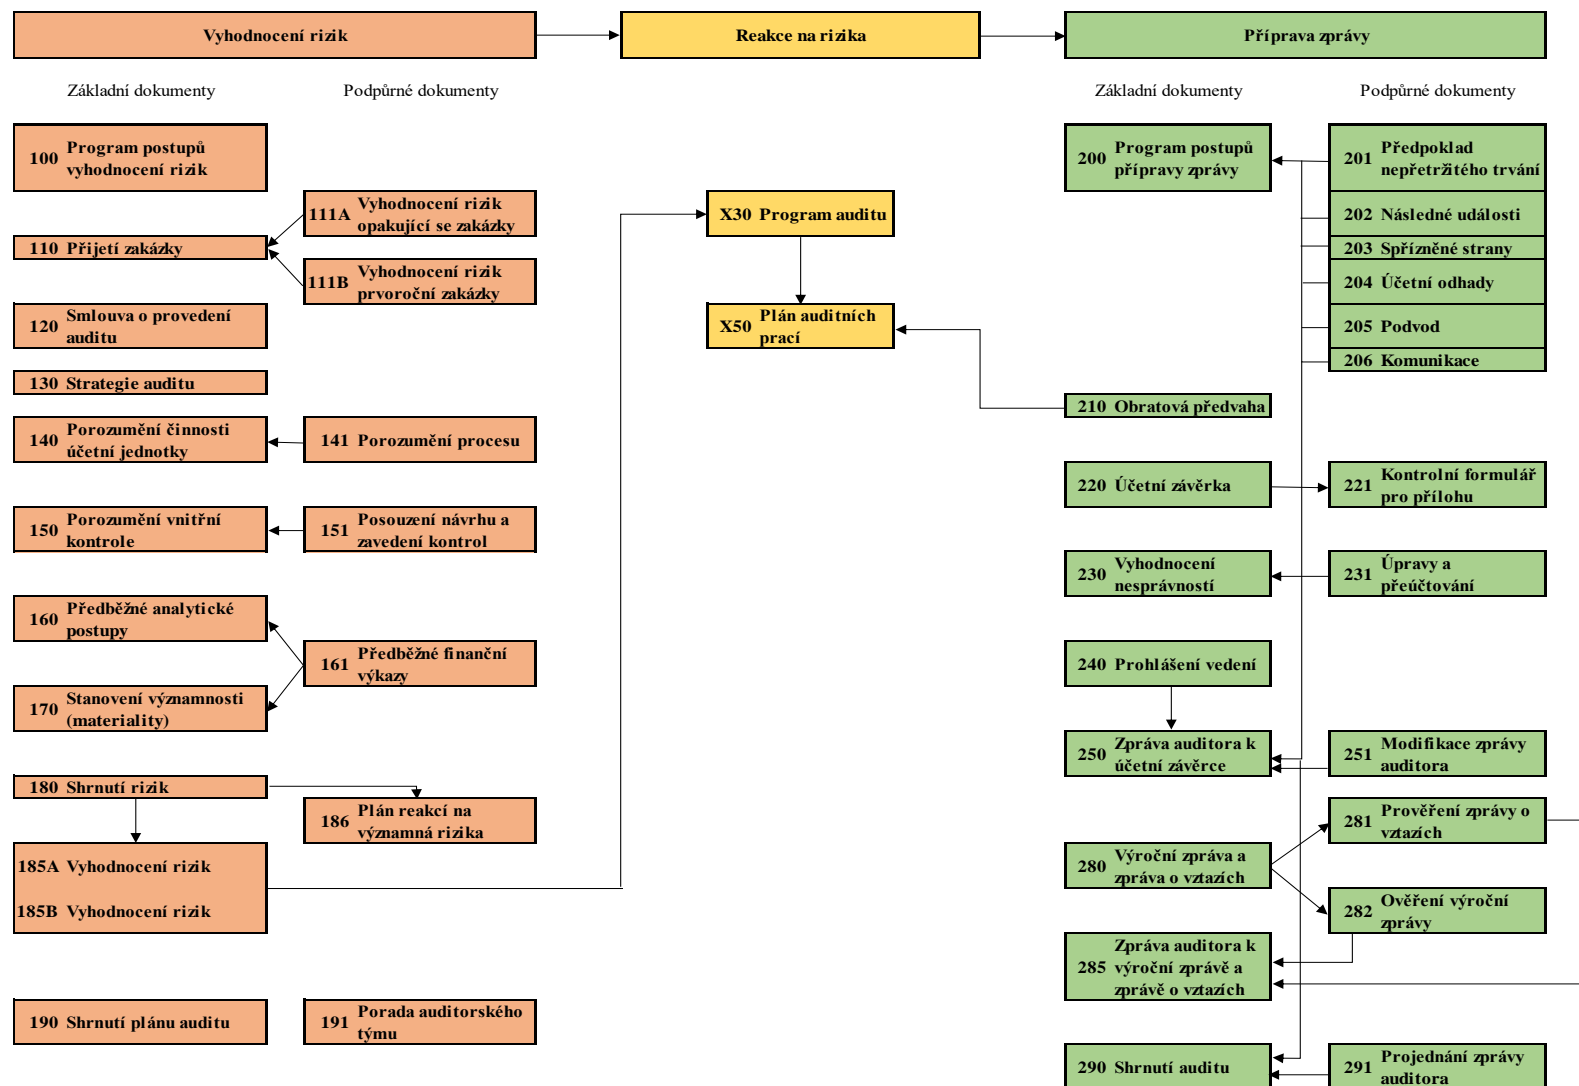 Vyhodnocení rizik
Reakce na rizika
Příprava zprávy
Základní dokumenty
Podpůrné dokumenty
Základní dokumenty
Podpůrné dokumenty
100 Program postupů
vyhodnocení rizik
111A Vyhodnocení rizik
opakující se zakázky
110 Přijetí zakázky
111B Vyhodnocení rizik
prvoroční zakázky
120 Smlouva o provedení
auditu
130 Strategie auditu
140 Porozumění činnosti
účetní jednotky
141 Porozumění procesu
150 Porozumění vnitřní
kontrole
151 Posouzení návrhu a
zavedení kontrol
160 Předběžné analytické
postupy
161 Předběžné finanční
výkazy
170 Stanovení významnosti
(materiality)
180 Shrnutí rizik
186 Plán reakcí na
významná rizika
185A Vyhodnocení rizik
185B Vyhodnocení rizik
190 Shrnutí plánu auditu
191 Porada auditorského
týmu
X30 Program auditu
X50 Plán auditních
prací
200 Program postupů
přípravy zprávy
201 Předpoklad
nepřetržitého trvání
202 Následné události
203 Spřízněné strany
204 Účetní odhady
205 Podvod
206 Komunikace
210 Obratová předvaha
220 Účetní závěrka
221 Kontrolní formulář
pro přílohu
230 Vyhodnocení
nesprávností
231 Úpravy a
přeúčtování
240 Prohlášení vedení
250 Zpráva auditora k
účetní závěrce
251 Modifikace zprávy
auditora
281 Prověření zprávy o
vztazích
280 Výroční zpráva a
zpráva o vztazích
282 Ověření výroční
zprávy
285 Zpráva auditora k
výroční zprávě a
zprávě o vztazích
290 Shrnutí auditu
291 Projednání zprávy
auditora